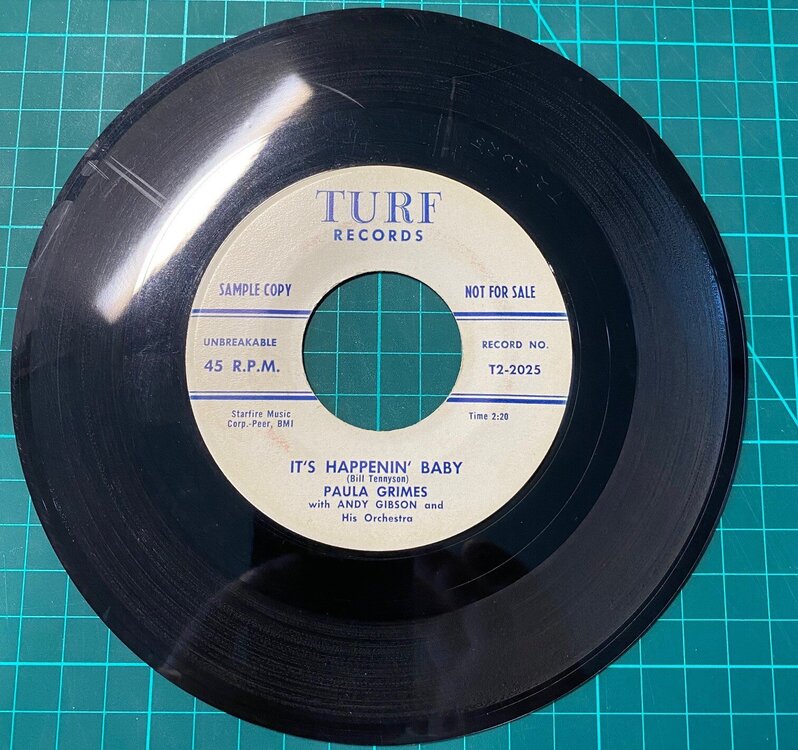 TURF
RECORDS
SAMPLE COPY
NOT FOR SALE
UNBREAKABLE
45 R.P.M.
RECORD NO.
T2-2025
Starfire Music
Corp.-Peer, BMI
Time 2:20
IT'S HAPPENIN' BABY
(Bill Tennyson)
PAULA GRIMES
with ANDY GIBSON and
His Orchestra